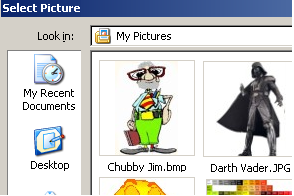 Select Picture
Look in:
My Pictures
My Recent
Documents
Desktop
Chubby Jim.bmp
Darth Vader.JPG